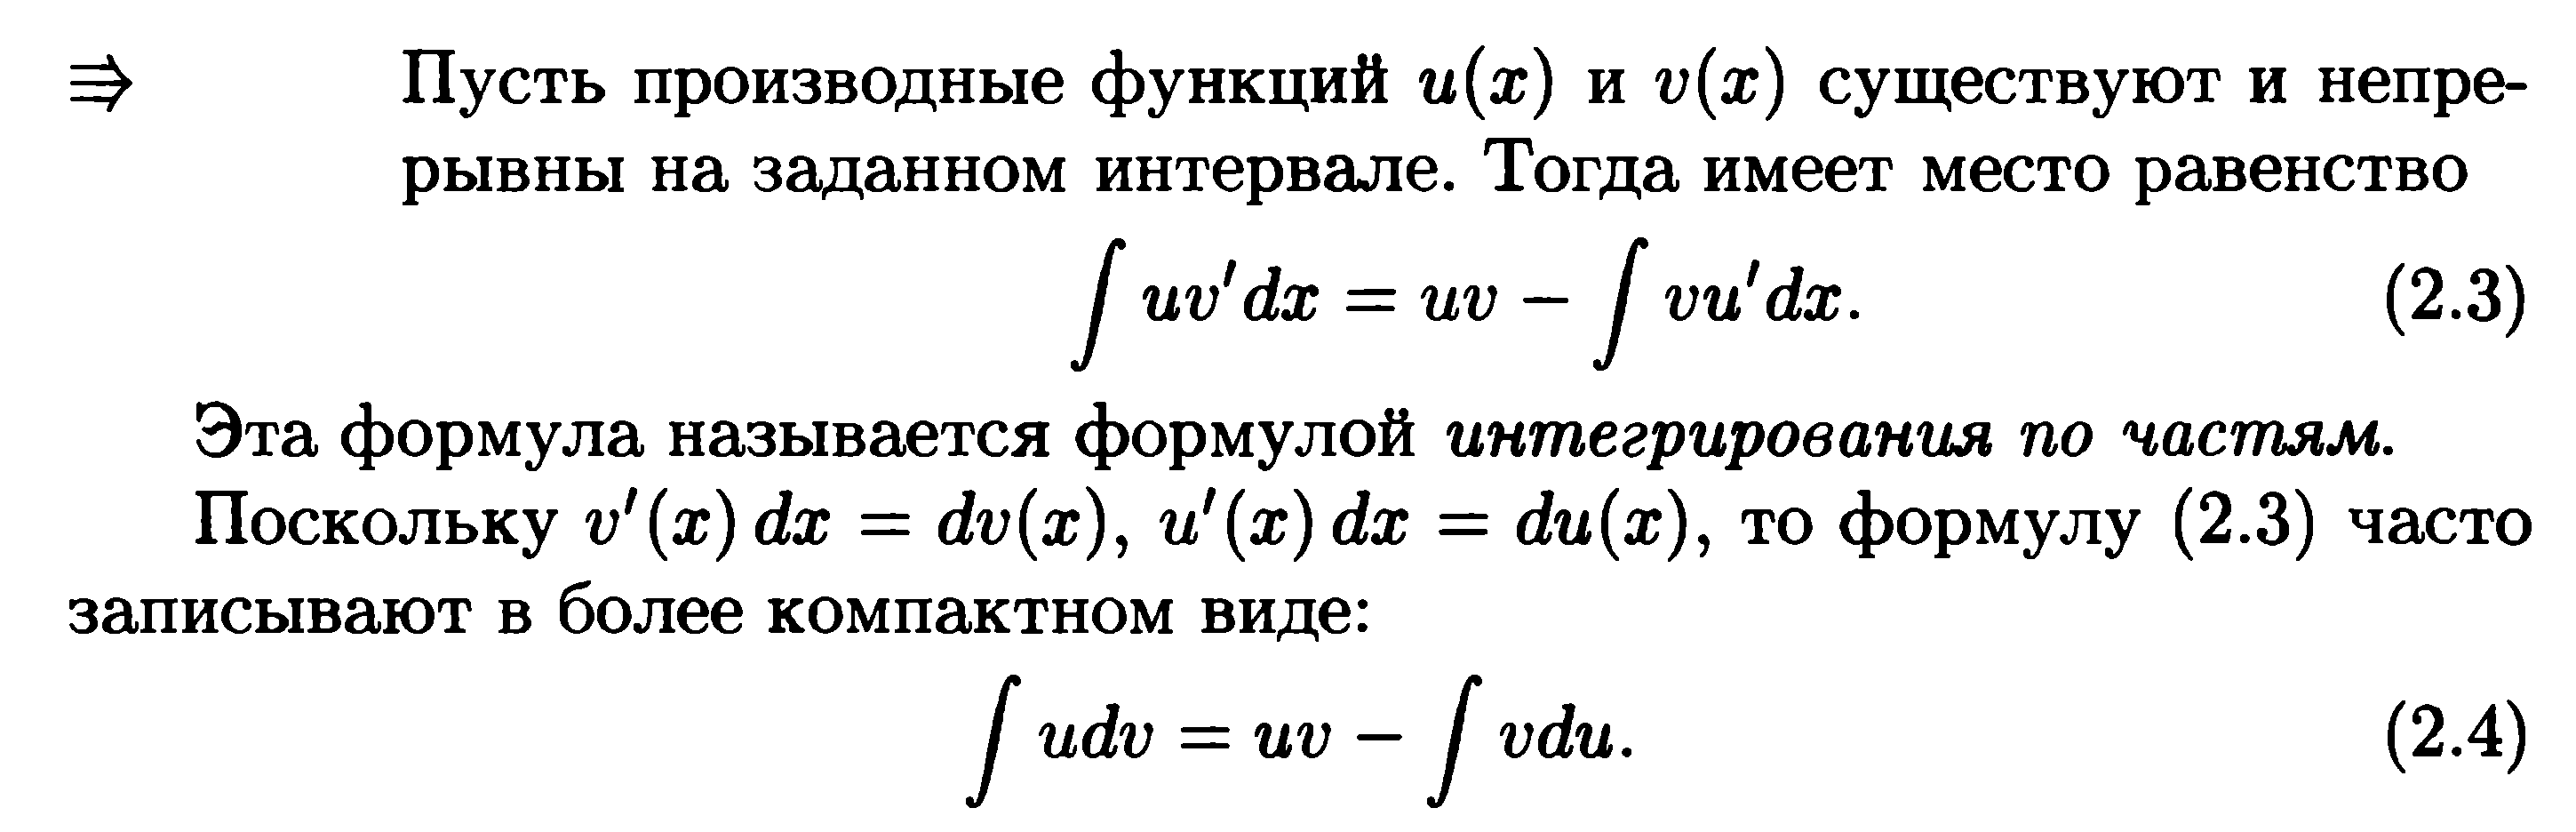 ⇛ Пусть производные функций u(x) и v(x) существуют и непре-
рывны на заданном интервале. Тогда имеет место равенство
∫ uv′dx = uv − ∫ vu′dx. (2.3)
Эта формула называется формулой интегрирования по частям.
Поскольку v′(x) dx = dv(x), u′(x) dx = du(x), то формулу (2.3) часто
записывают в более компактном виде:
∫ udv = uv − ∫ vdu. (2.4)